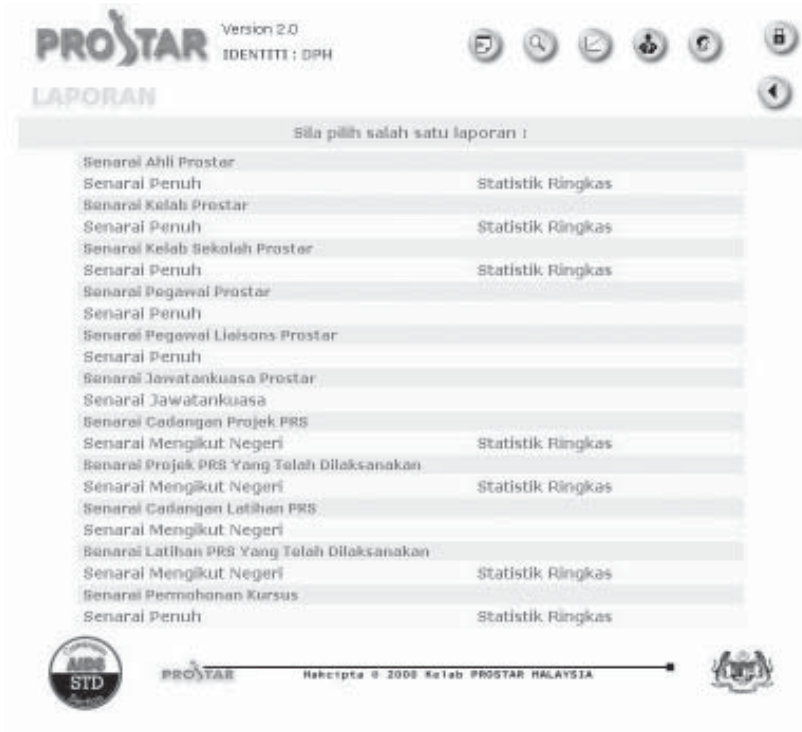 PROSTAR Version 2.0
IDENTITI : DPH
LAPORAN
Sila pilih salah satu laporan :
Senarai Ahli Prostar
Senarai Penuh Statistik Ringkas
Senarai Kelab Prostar
Senarai Penuh Statistik Ringkas
Senarai Kelab Sekolah Prostar
Senarai Penuh Statistik Ringkas
Senarai Pegawai Prostar
Senarai Penuh
Senarai Pegawai Liaisons Prostar
Senarai Penuh
Senarai Jawatankuasa Prostar
Senarai Jawatankuasa
Senarai Cadangan Projek PRS
Senarai Mengikut Negeri Statistik Ringkas
Senarai Projek PRS Yang Telah Dilaksanakan
Senarai Mengikut Negeri Statistik Ringkas
Senarai Cadangan Latihan PRS
Senarai Mengikut Negeri
Senarai Latihan PRS Yang Telah Dilaksanakan
Senarai Mengikut Negeri Statistik Ringkas
Senarai Permohonan Kursus
Senarai Penuh Statistik Ringkas
AIDS
STD
PROSTAR
Hakcipta © 2000 Kelab PROSTAR MALAYSIA